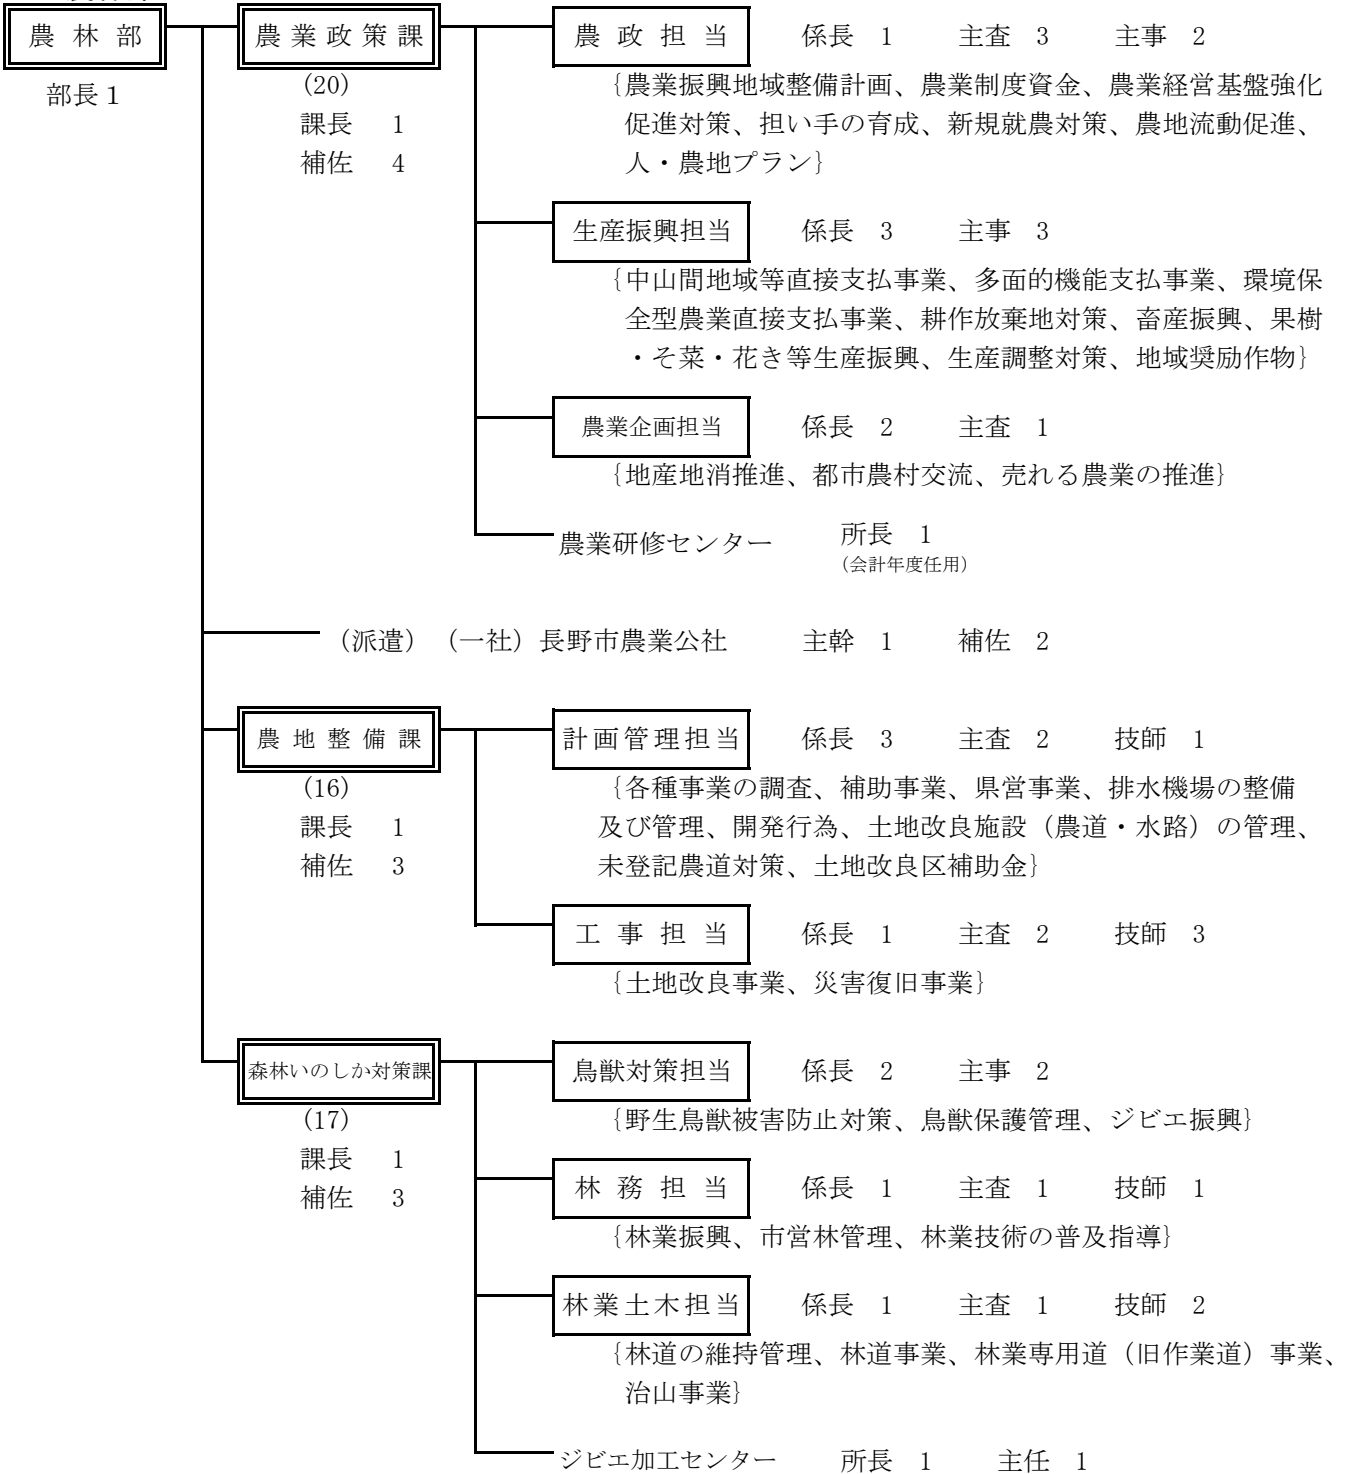 農林部 農業政策課 農政担当 係長 1 主査 3 主事 2
部長1
(20)
課長 1
補佐 4
{農業振興地域整備計画、農業制度資金、農業経営基盤強化
促進対策、担い手の育成、新規就農対策、農地流動促進、
人・農地プラン}
生産振興担当 係長 3 主事 3
{中山間地域等直接支払事業、多面的機能支払事業、環境保
全型農業直接支払事業、耕作放棄地対策、畜産振興、果樹
・そ菜・花き等生産振興、生産調整対策、地域奨励作物}
農業企画担当 係長 2 主査 1
{地産地消推進、都市農村交流、売れる農業の推進}
農業研修センター 所長 1
(会計年度任用)
(派遣) (一社)長野市農業公社 主幹 1 補佐 2
農地整備課 計画管理担当 係長 3 主査 2 技師 1
(16)
課長 1
補佐 3
{各種事業の調査、補助事業、県営事業、排水機場の整備
及び管理、開発行為、土地改良施設(農道・水路)の管理、
未登記農道対策、土地改良区補助金}
工事担当 係長 1 主査 2 技師 3
{土地改良事業、災害復旧事業}
森林いのしか対策課 鳥獣対策担当 係長 2 主事 2
(17)
課長 1
補佐 3
{野生鳥獣被害防止対策、鳥獣保護管理、ジビエ振興}
林務担当 係長 1 主査 1 技師 1
{林業振興、市営林管理、林業技術の普及指導}
林業土木担当 係長 1 主査 1 技師 2
{林道の維持管理、林道事業、林業専用道(旧作業道)事業、
治山事業}
ジビエ加工センター 所長 1 主任 1